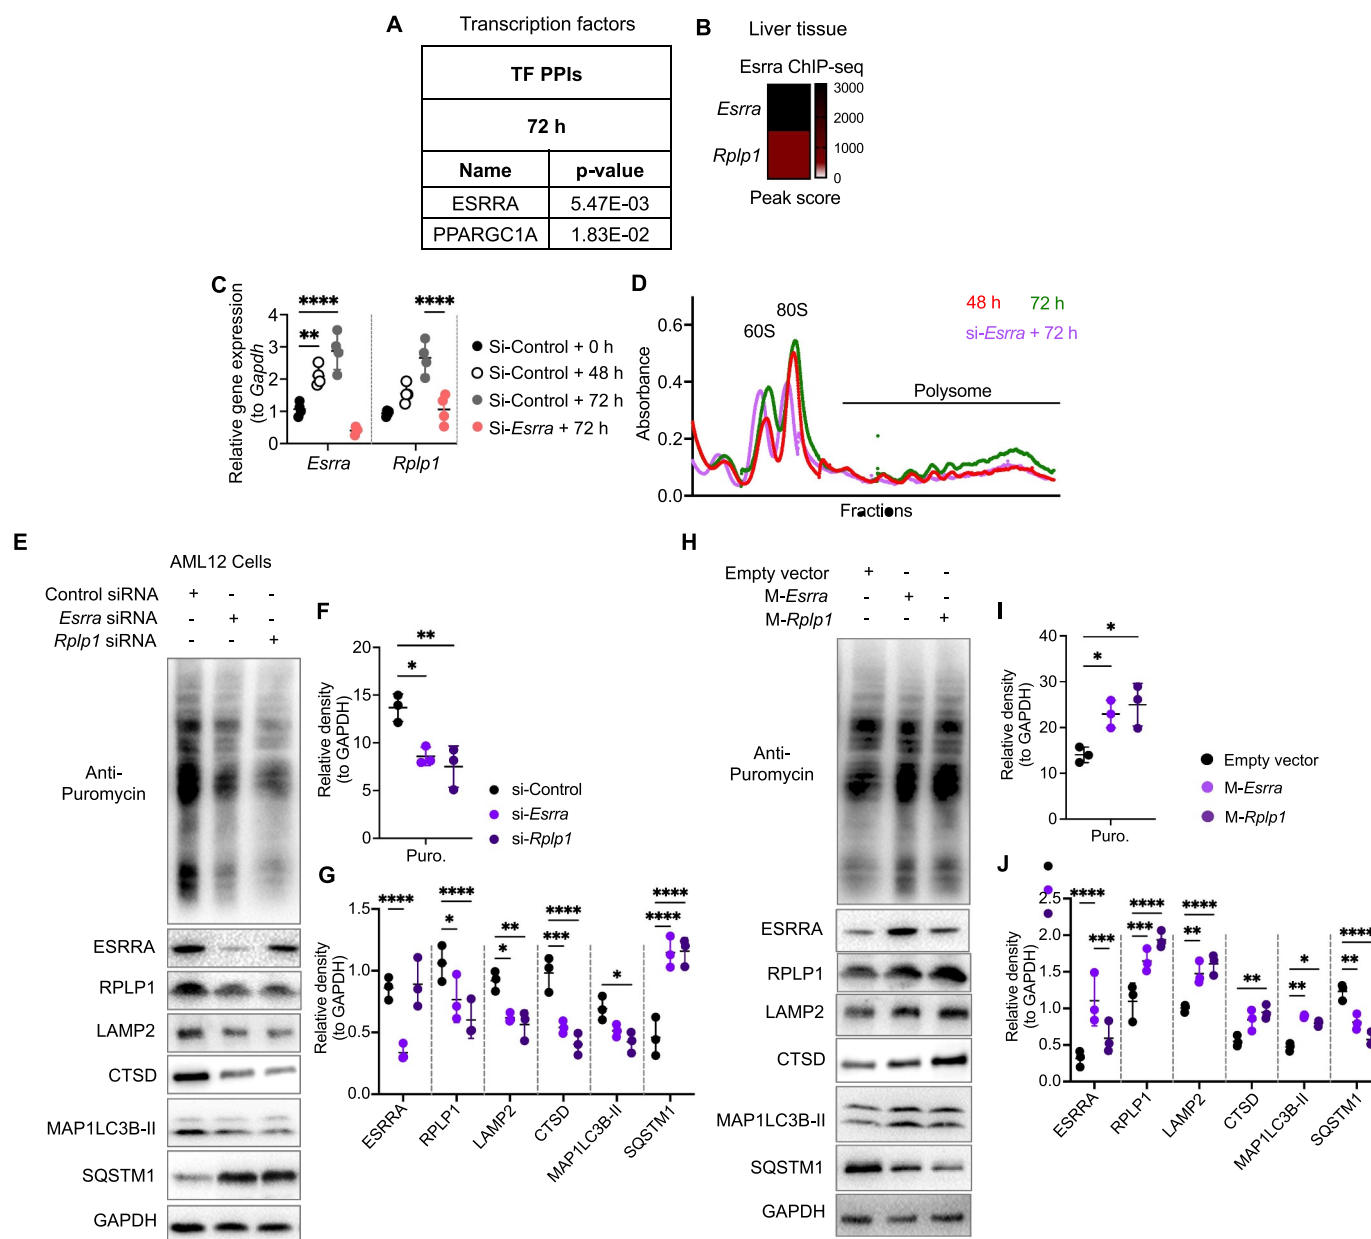 A
Transcription factors
TF PPIs
72 h
Name p-value
ESRRA 5.47E-03
PPARGC1A 1.83E-02
B
Liver tissue
Esrra ChIP-seq
Esrra
Rplp1
3000
2000
1000
0
Peak score
C
Relative gene expression
(to Gapdh)
4
3
2
1
0
****
**
****
Esrra Rplp1
Si-Control + 0 h
Si-Control + 48 h
Si-Control + 72 h
Si-Esrra + 72 h
D
Absorbance
0.6
0.4
0.2
0.0
60S
80S
48 h 72 h
si-Esrra + 72 h
Polysome
Fractions
E
AML12 Cells
Control siRNA + - -
Esrra siRNA - + -
Rplp1 siRNA - - +
Anti-
Puromycin
ESRRA
RPLP1
LAMP2
CTSD
MAP1LC3B-II
SQSTM1
GAPDH
F
Relative density
(to GAPDH)
20
15
10
5
0
**
*
Puro.
si-Control
si-Esrra
si-Rplp1
G
Relative density
(to GAPDH)
1.5
1.0
0.5
0.0
****
****
*
**
*
****
***
*
****
****
ESRRA
RPLP1
LAMP2
CTSD
MAP1LC3B-II
SQSTM1
H
Empty vector + - -
M-Esrra - + -
M-Rplp1 - - +
Anti-
Puromycin
ESRRA
RPLP1
LAMP2
CTSD
MAP1LC3B-II
SQSTM1
GAPDH
I
Relative density
(to GAPDH)
40
30
20
10
0
*
*
Puro.
Empty vector
M-Esrra
M-Rplp1
J
Relative density
(to GAPDH)
2.5
2.0
1.5
1.0
0.5
0.0
****
***
****
***
****
**
**
*
**
****
**
ESRRA
RPLP1
LAMP2
CTSD
MAP1LC3B-II
SQSTM1